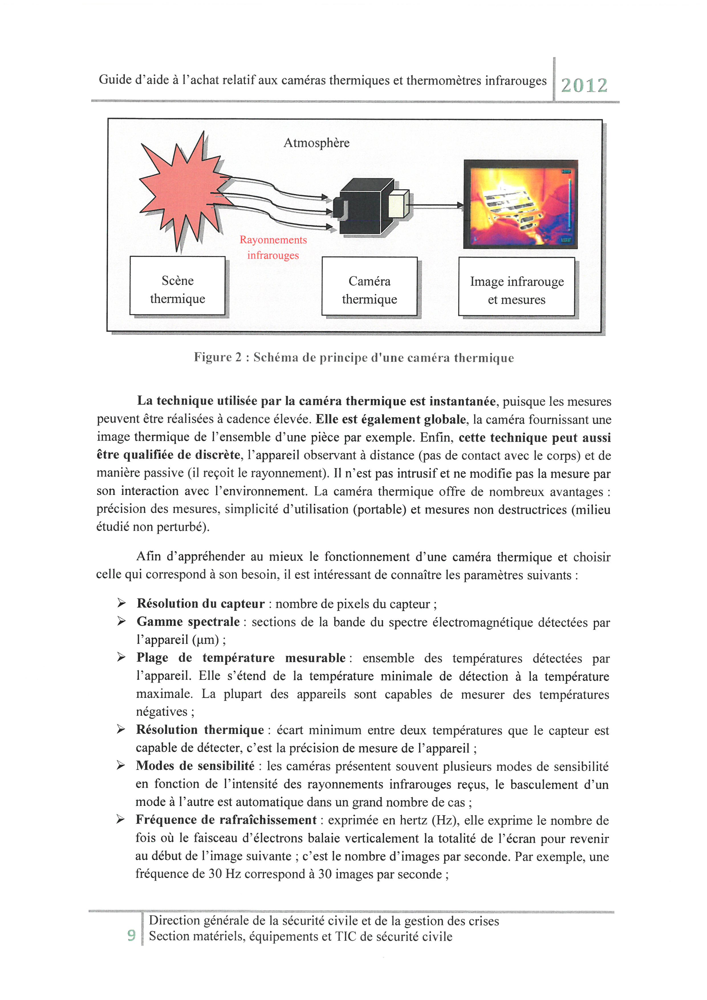 Guide d'aide à l'achat relatif aux caméras thermiques et thermomètres infrarouges
2012
Atmosphère
Rayonnements
infrarouges
Scène
thermique
Caméra
thermique
Image infrarouge
et mesures
Figure 2 : Schéma de principe d'une caméra thermique
La technique utilisée par la caméra thermique est instantanée, puisque les mesures
peuvent être réalisées à cadence élevée. Elle est également globale, la caméra fournissant une
image thermique de l'ensemble d'une pièce par exemple. Enfin, cette technique peut aussi
être qualifiée de discrète, l'appareil observant à distance (pas de contact avec le corps) et de
manière passive (il reçoit le rayonnement). Il n'est pas intrusif et ne modifie pas la mesure par
son interaction avec l'environnement. La caméra thermique offre de nombreux avantages :
précision des mesures, simplicité d'utilisation (portable) et mesures non destructrices (milieu
étudié non perturbé).
Afin d'appréhender au mieux le fonctionnement d'une caméra thermique et choisir
celle qui correspond à son besoin, il est intéressant de connaître les paramètres suivants :
➢ Résolution du capteur : nombre de pixels du capteur ;
➢ Gamme spectrale : sections de la bande du spectre électromagnétique détectées par
l'appareil (µm) ;
➢ Plage de température mesurable : ensemble des températures détectées par
l'appareil. Elle s'étend de la température minimale de détection à la température
maximale. La plupart des appareils sont capables de mesurer des températures
négatives ;
➢ Résolution thermique : écart minimum entre deux températures que le capteur est
capable de détecter, c'est la précision de mesure de l'appareil ;
➢ Modes de sensibilité : les caméras présentent souvent plusieurs modes de sensibilité
en fonction de l'intensité des rayonnements infrarouges reçus, le basculement d'un
mode à l'autre est automatique dans un grand nombre de cas ;
➢ Fréquence de rafraîchissement : exprimée en hertz (Hz), elle exprime le nombre de
fois où le faisceau d'électrons balaie verticalement la totalité de l'écran pour revenir
au début de l'image suivante ; c'est le nombre d'images par seconde. Par exemple, une
fréquence de 30 Hz correspond à 30 images par seconde ;
Direction générale de la sécurité civile et de la gestion des crises
9 Section matériels, équipements et TIC de sécurité civile